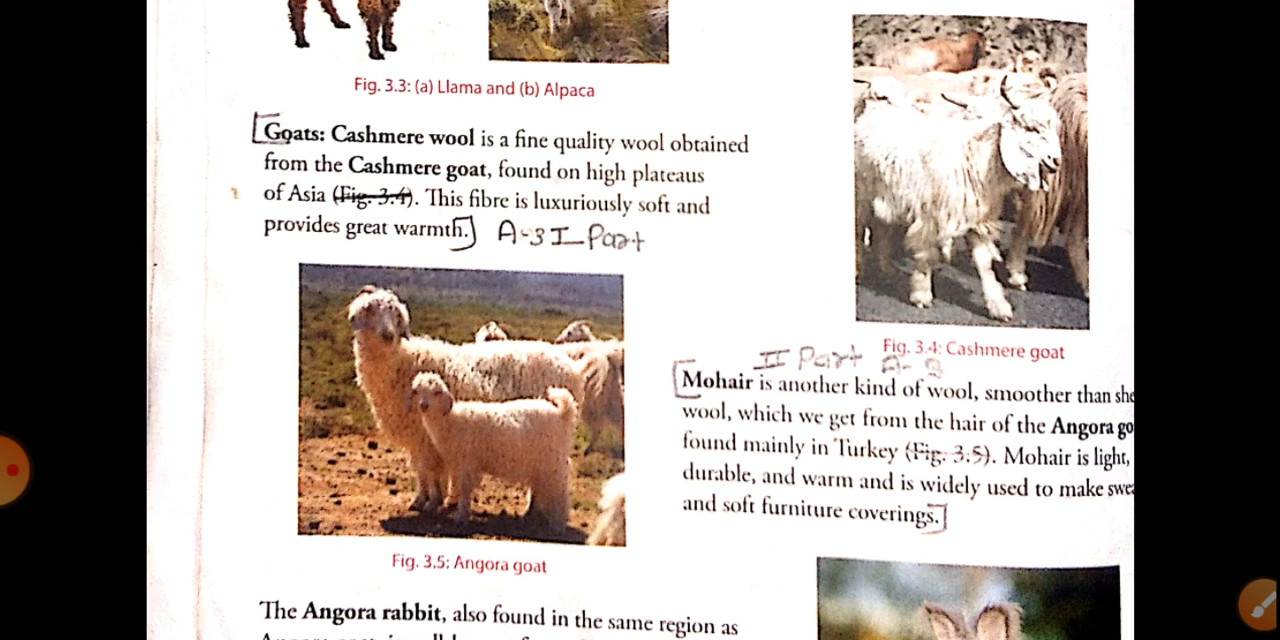 Fig. 3.3: (a) Llama and (b) Alpaca
Goats: Cashmere wool is a fine quality wool obtained
from the Cashmere goat, found on high plateaus
of Asia (Fig. 3.4). This fibre is luxuriously soft and
provides great warmth.
A-3 I Part
Fig. 3.4: Cashmere goat
II Part A-3
Mohair is another kind of wool, smoother than she
wool, which we get from the hair of the Angora go
found mainly in Turkey (Fig. 3.5). Mohair is light,
durable, and warm and is widely used to make swe
and soft furniture coverings.
Fig. 3.5: Angora goat
The Angora rabbit, also found in the same region as